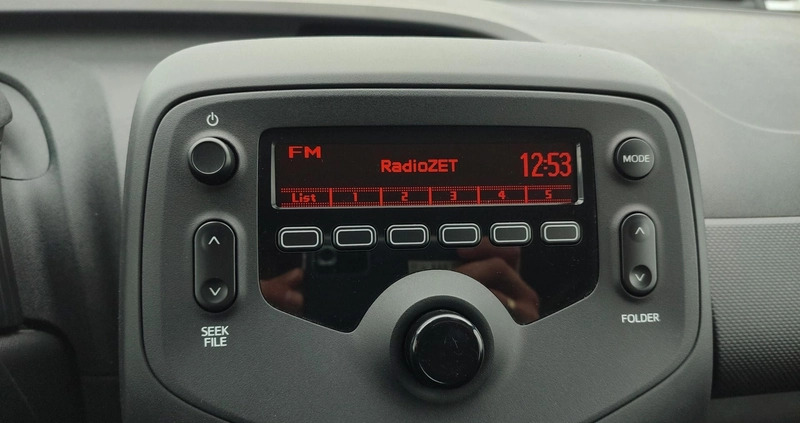 FM
RadioZET
12:53
List 1 2 3 4 5
MODE
SEEK
FILE
FOLDER